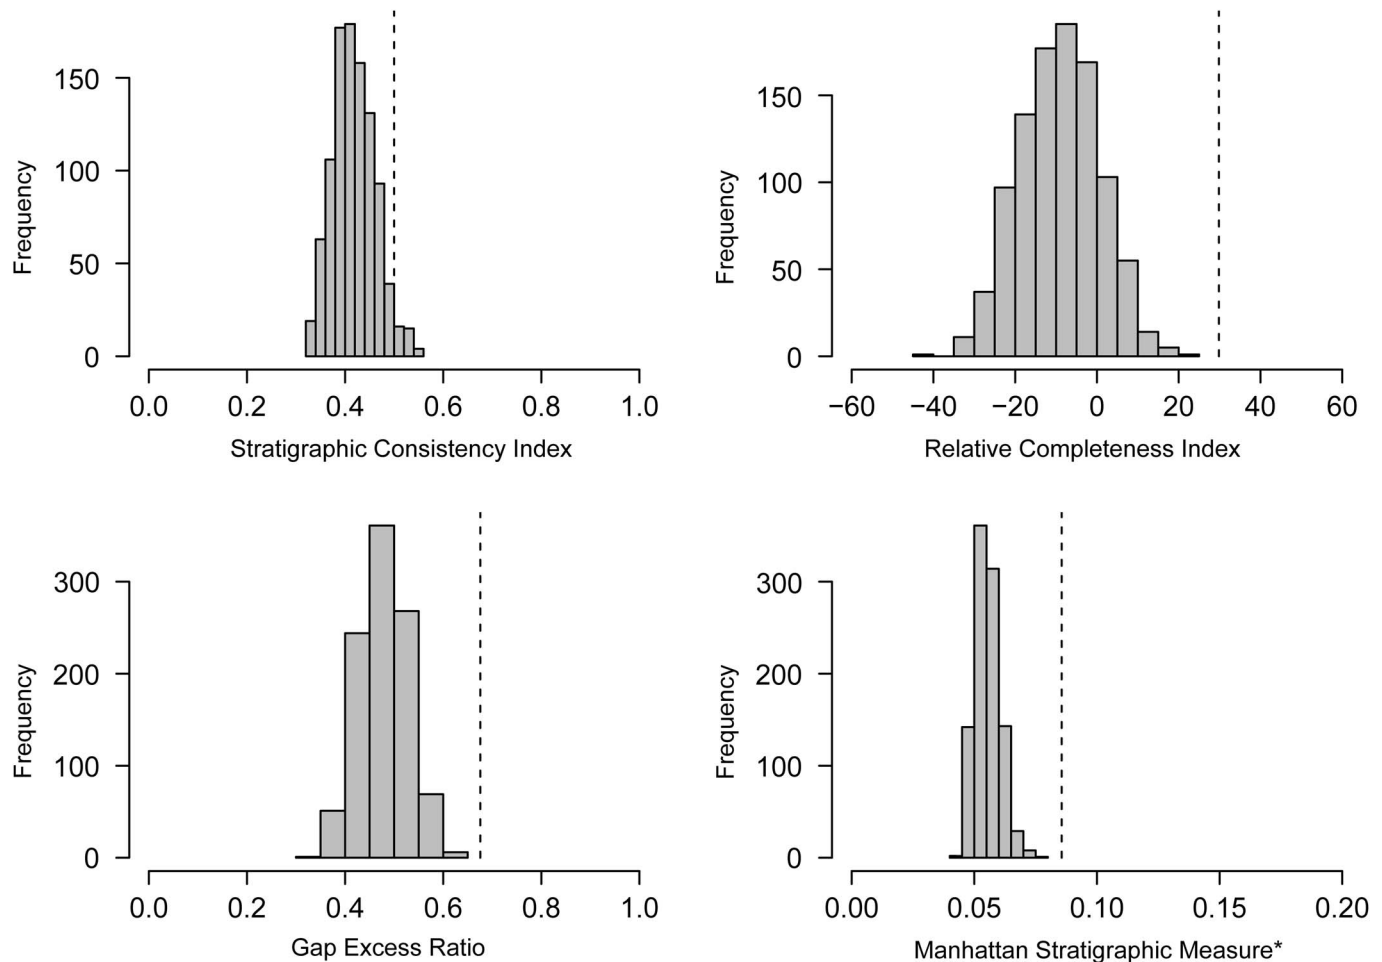 Frequency
150
100
50
0
0.0 0.2 0.4 0.6 0.8 1.0
Stratigraphic Consistency Index
Frequency
150
100
50
0
−60 −40 −20 0 20 40 60
Relative Completeness Index
Frequency
300
200
100
0
0.0 0.2 0.4 0.6 0.8 1.0
Gap Excess Ratio
Frequency
300
200
100
0
0.00 0.05 0.10 0.15 0.20
Manhattan Stratigraphic Measure*